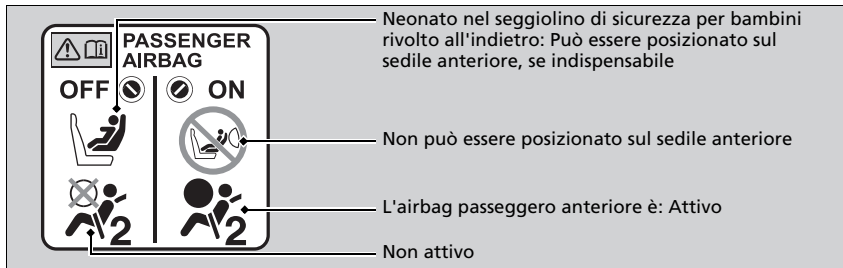 PASSENGER
AIRBAG
OFF ON
2 2
Neonato nel seggiolino di sicurezza per bambini
rivolto all'indietro: Può essere posizionato sul
sedile anteriore, se indispensabile
Non può essere posizionato sul sedile anteriore
L'airbag passeggero anteriore è: Attivo
Non attivo